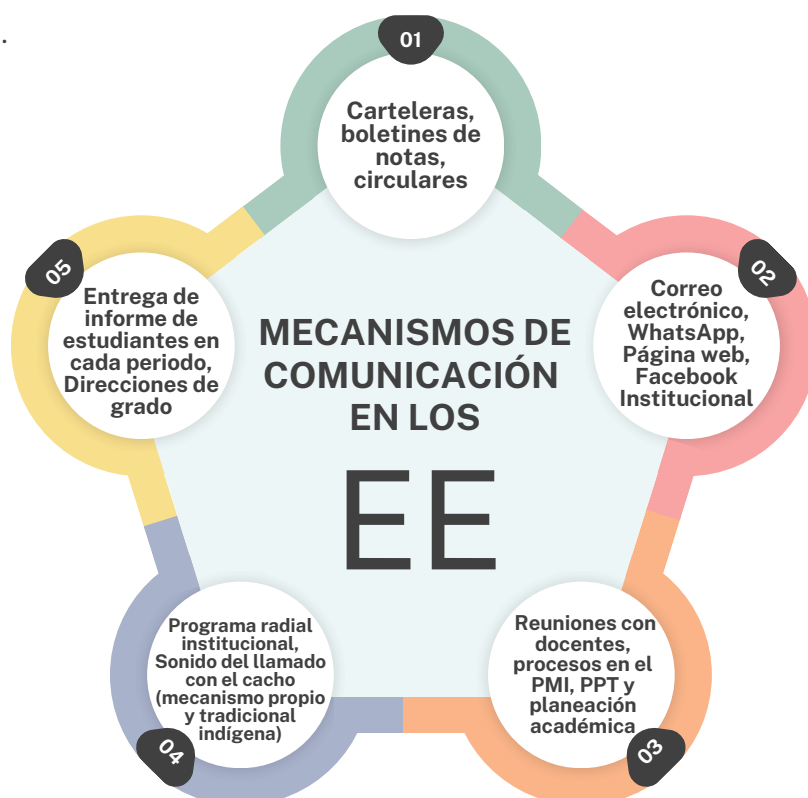 .
01
Carteleras,
boletines de
notas,
circulares
02
Correo
electrónico,
WhatsApp,
Página web,
Facebook
Institucional
MECANISMOS DE
COMUNICACIÓN
EN LOS
EE
05
Entrega de
informe de
estudiantes en
cada periodo,
Direcciones de
grado
Programa radial
institucional,
Sonido del llamado
con el cacho
(mecanismo propio
y tradicional
indígena)
04
Reuniones con
docentes,
procesos en el
PMI, PPT y
planeación
académica
03